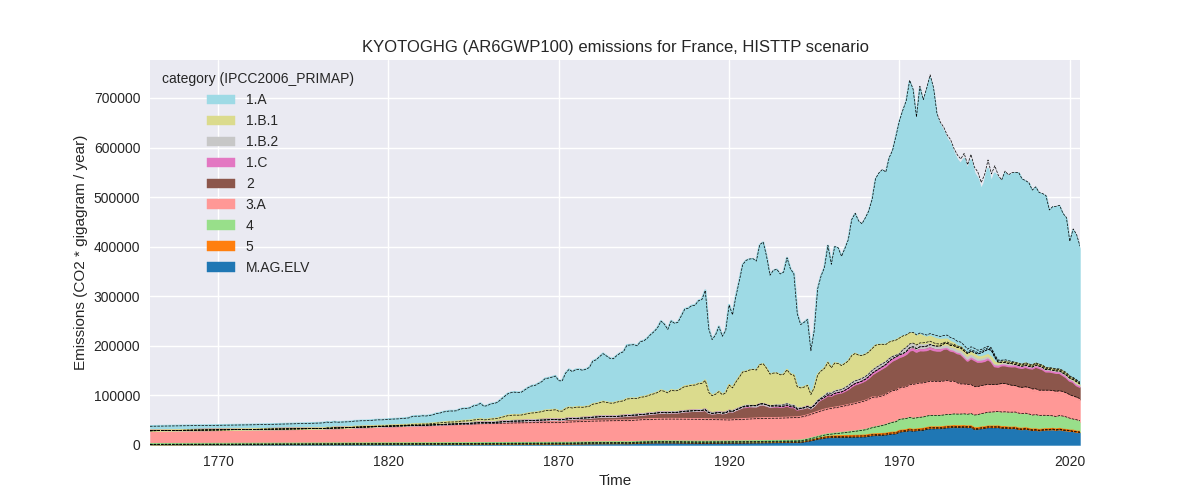 KYOTOGHG (AR6GWP100) emissions for France, HISTTP scenario
category (IPCC2006_PRIMAP)
1.A
1.B.1
1.B.2
1.C
2
3.A
4
5
M.AG.ELV
Emissions (CO2 * gigagram / year)
700000
600000
500000
400000
300000
200000
100000
0
1770
1820
1870
1920
1970
2020
Time